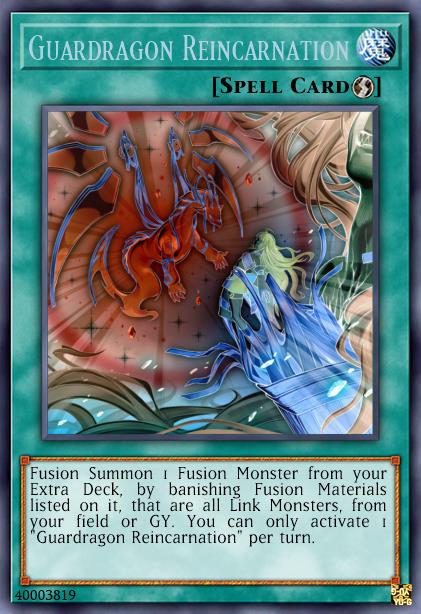 Guardragon Reincarnation 魔
[Spell Card]
Fusion Summon 1 Fusion Monster from your
Extra Deck, by banishing Fusion Materials
listed on it, that are all Link Monsters, from
your field or GY. You can only activate 1
"Guardragon Reincarnation" per turn.
40003819